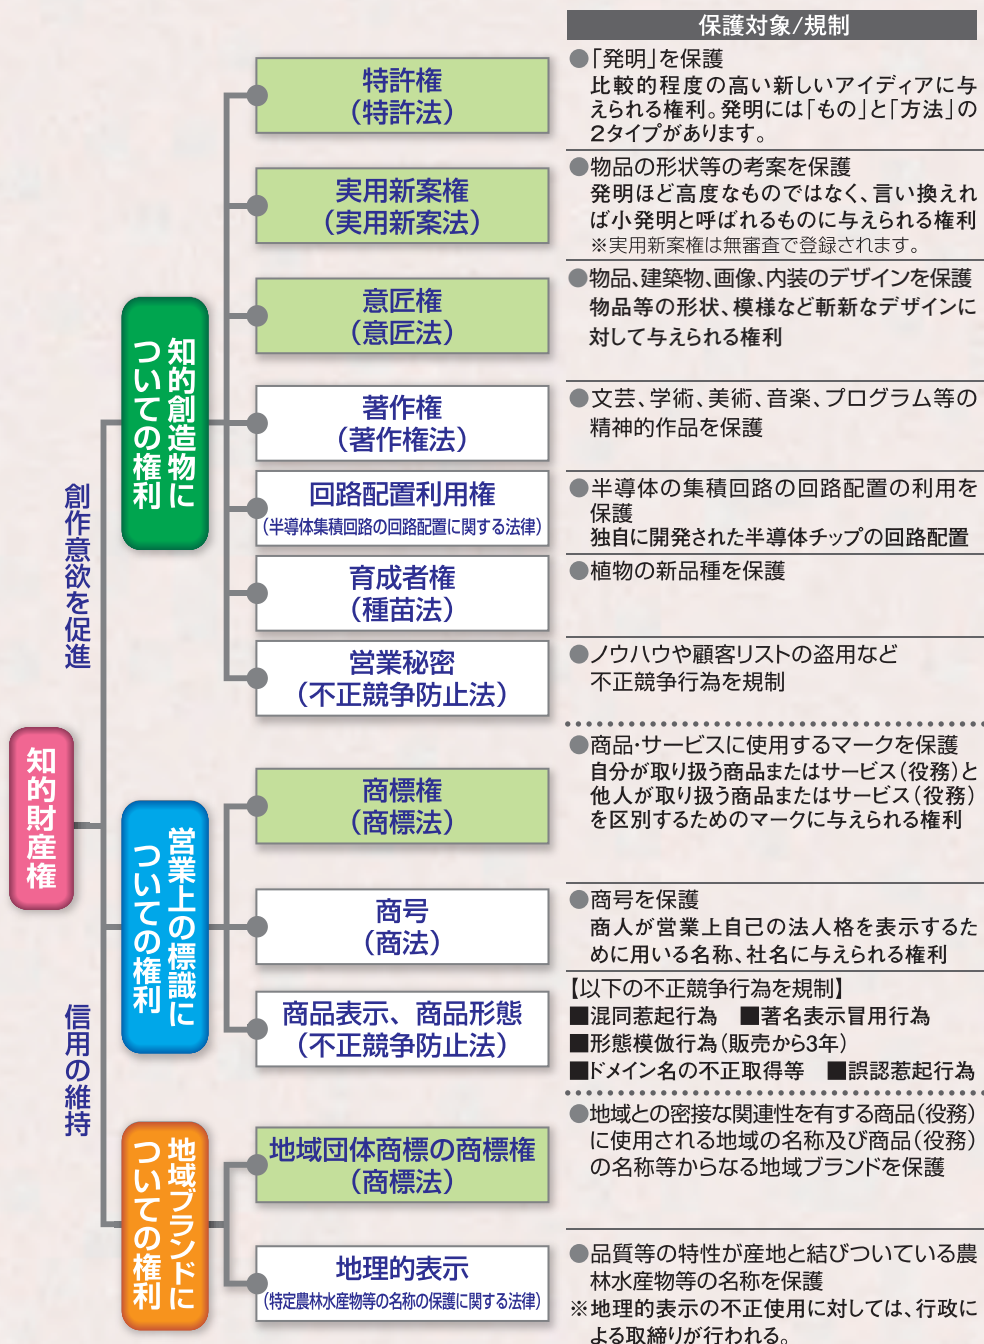 保護対象/規制
知的財産権
創作意欲を促進
信用の維持
知的創造物に
ついての権利
特許権
(特許法)
●「発明」を保護
比較的程度の高い新しいアイディアに与
えられる権利。発明には「もの」と「方法」の
2タイプがあります。
実用新案権
(実用新案法)
●物品の形状等の考案を保護
発明ほど高度なものではなく、言い換えれ
ば小発明と呼ばれるものに与えられる権利
※実用新案権は無審査で登録されます。
意匠権
(意匠法)
●物品、建築物、画像、内装のデザインを保護
物品等の形状、模様など斬新なデザインに
対して与えられる権利
著作権
(著作権法)
●文芸、学術、美術、音楽、プログラム等の
精神的作品を保護
回路配置利用権
(半導体集積回路の回路配置に関する法律)
●半導体の集積回路の回路配置の利用を
保護
独自に開発された半導体チップの回路配置
育成者権
(種苗法)
●植物の新品種を保護
営業秘密
(不正競争防止法)
●ノウハウや顧客リストの盗用など
不正競争行為を規制
営業上の標識に
ついての権利
商標権
(商標法)
●商品・サービスに使用するマークを保護
自分が取り扱う商品またはサービス(役務)と
他人が取り扱う商品またはサービス(役務)
を区別するためのマークに与えられる権利
商号
(商法)
●商号を保護
商人が営業上自己の法人格を表示するた
めに用いる名称、社名に与えられる権利
商品表示、商品形態
(不正競争防止法)
【以下の不正競争行為を規制】
■混同惹起行為 ■著名表示冒用行為
■形態模倣行為(販売から3年)
■ドメイン名の不正取得等 ■誤認惹起行為
地域ブランドに
ついての権利
地域団体商標の商標権
(商標法)
●地域との密接な関連性を有する商品(役務)
に使用される地域の名称及び商品(役務)
の名称等からなる地域ブランドを保護
地理的表示
(特定農林水産物等の名称の保護に関する法律)
●品質等の特性が産地と結びついている農
林水産物等の名称を保護
※地理的表示の不正使用に対しては、行政に
よる取締りが行われる。